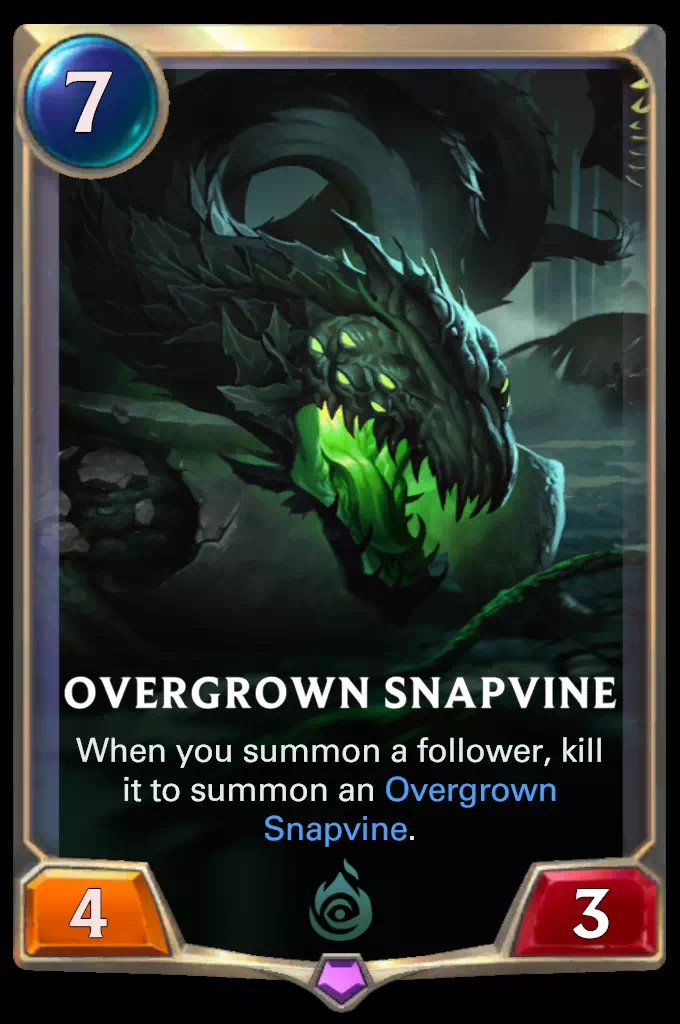 7
OVERGROWN SNAPVINE
When you summon a follower, kill
it to summon an Overgrown
Snapvine.
4
3